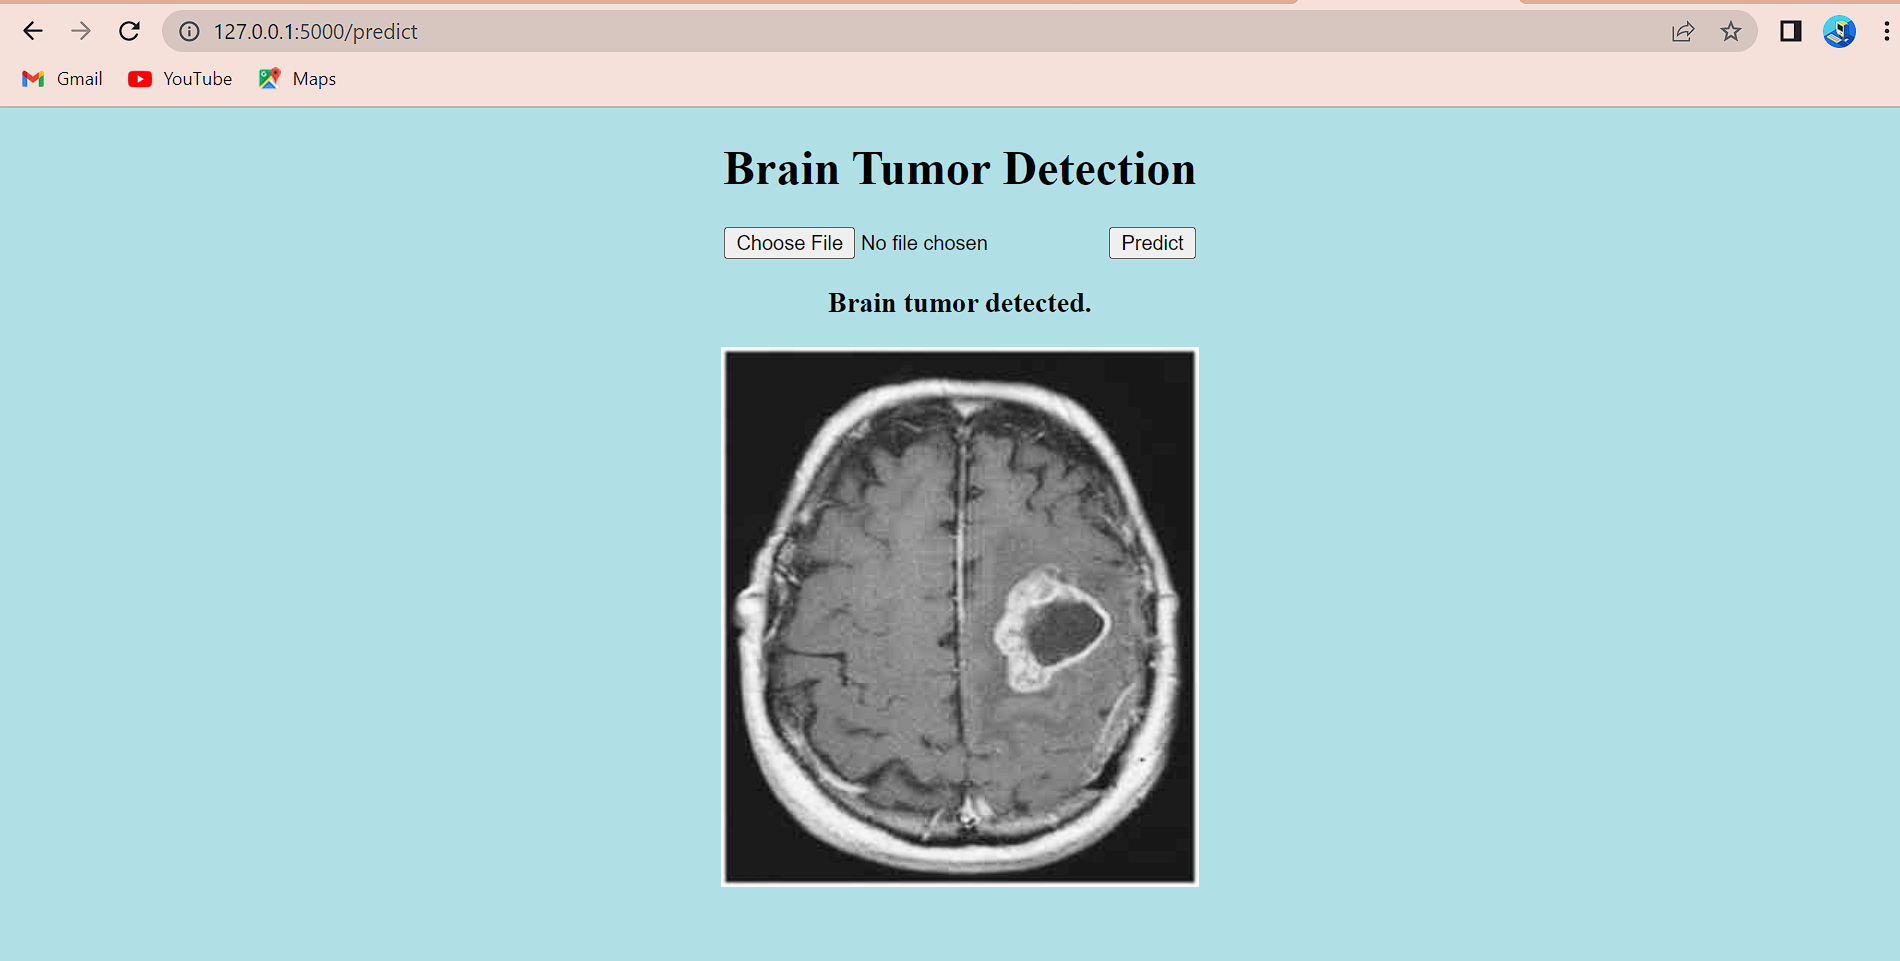 127.0.0.1:5000/predict
Gmail YouTube Maps
Brain Tumor Detection
Choose File No file chosen Predict
Brain tumor detected.